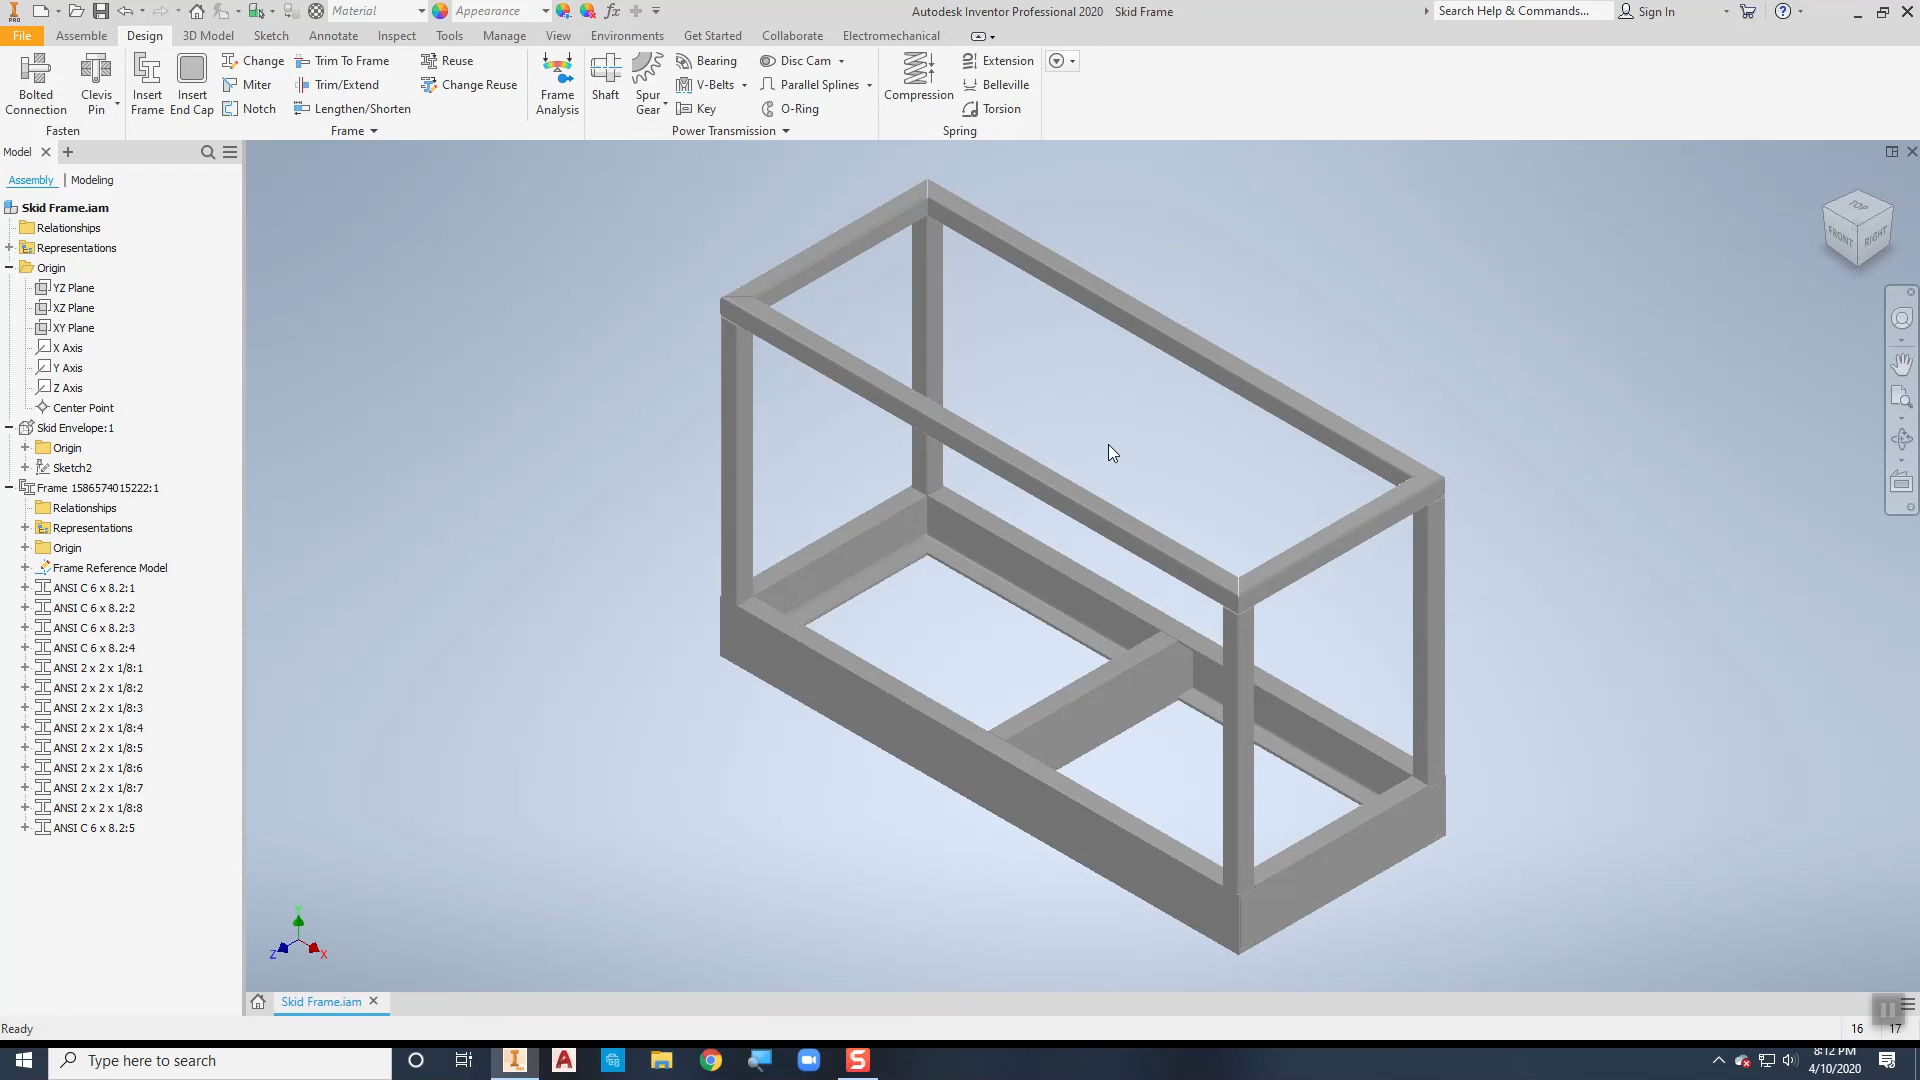 PRO
Material
Appearance
fx
Autodesk Inventor Professional 2020 Skid Frame
Search Help & Commands...
Sign In
File Assemble Design 3D Model Sketch Annotate Inspect Tools Manage View Environments Get Started Collaborate Electromechanical
Change Trim To Frame Reuse Bearing Disc Cam Extension
Miter Trim/Extend Change Reuse V-Belts Parallel Splines Belleville
Bolted Clevis Insert Insert Frame Shaft Spur Compression
Connection Pin Frame End Cap Notch Lengthen/Shorten Analysis Gear Key O-Ring Torsion
Fasten Frame Power Transmission Spring
Model
Assembly Modeling
Skid Frame.iam
Relationships
Representations
Origin
YZ Plane
XZ Plane
XY Plane
X Axis
Y Axis
Z Axis
Center Point
Skid Envelope:1
Origin
Sketch2
Frame 1586574015222:1
Relationships
Representations
Origin
Frame Reference Model
ANSI C 6 x 8.2:1
ANSI C 6 x 8.2:2
ANSI C 6 x 8.2:3
ANSI C 6 x 8.2:4
ANSI 2 x 2 x 1/8:1
ANSI 2 x 2 x 1/8:2
ANSI 2 x 2 x 1/8:3
ANSI 2 x 2 x 1/8:4
ANSI 2 x 2 x 1/8:5
ANSI 2 x 2 x 1/8:6
ANSI 2 x 2 x 1/8:7
ANSI 2 x 2 x 1/8:8
ANSI C 6 x 8.2:5
TOP
FRONT RIGHT
Y
Z X
Skid Frame.iam
Ready
16 17
Type here to search
8:12 PM
4/10/2020